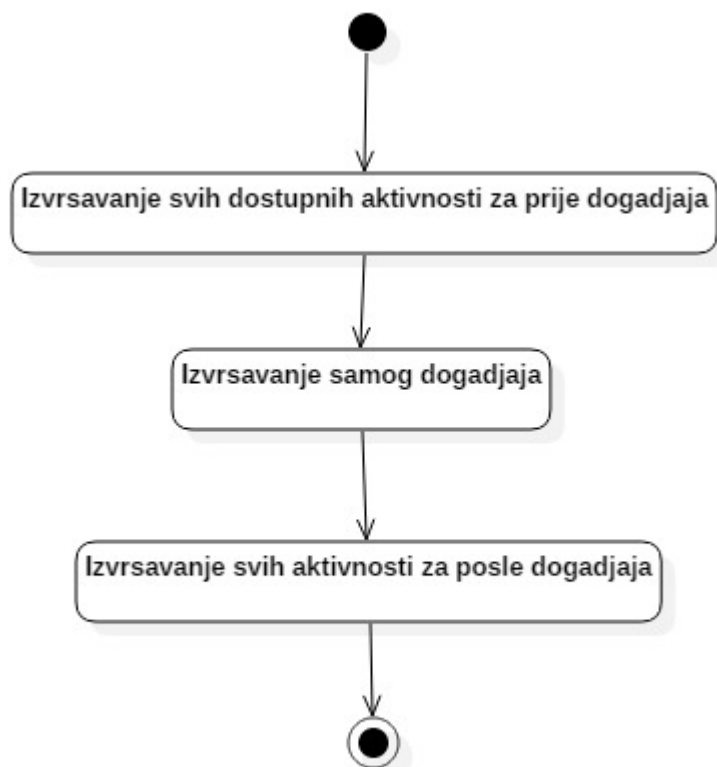 Izvrsavanje svih dostupnih aktivnosti za prije dogadjaja
Izvrsavanje samog dogadjaja
Izvrsavanje svih aktivnosti za posle dogadjaja